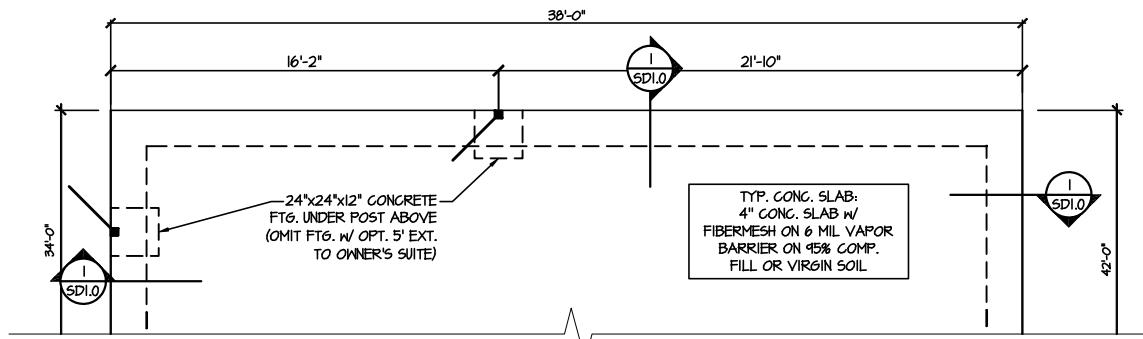 38'-0"
16'-2"
21'-10"
1
SD1.0
24"x24"x12" CONCRETE
FTG. UNDER POST ABOVE
(OMIT FTG. W/ OPT. 5' EXT.
TO OWNER'S SUITE)
TYP. CONC. SLAB:
4" CONC. SLAB W/
FIBERMESH ON 6 MIL VAPOR
BARRIER ON 95% COMP.
FILL OR VIRGIN SOIL
1
SD1.0
34'-0"
1
SD1.0
42'-0"